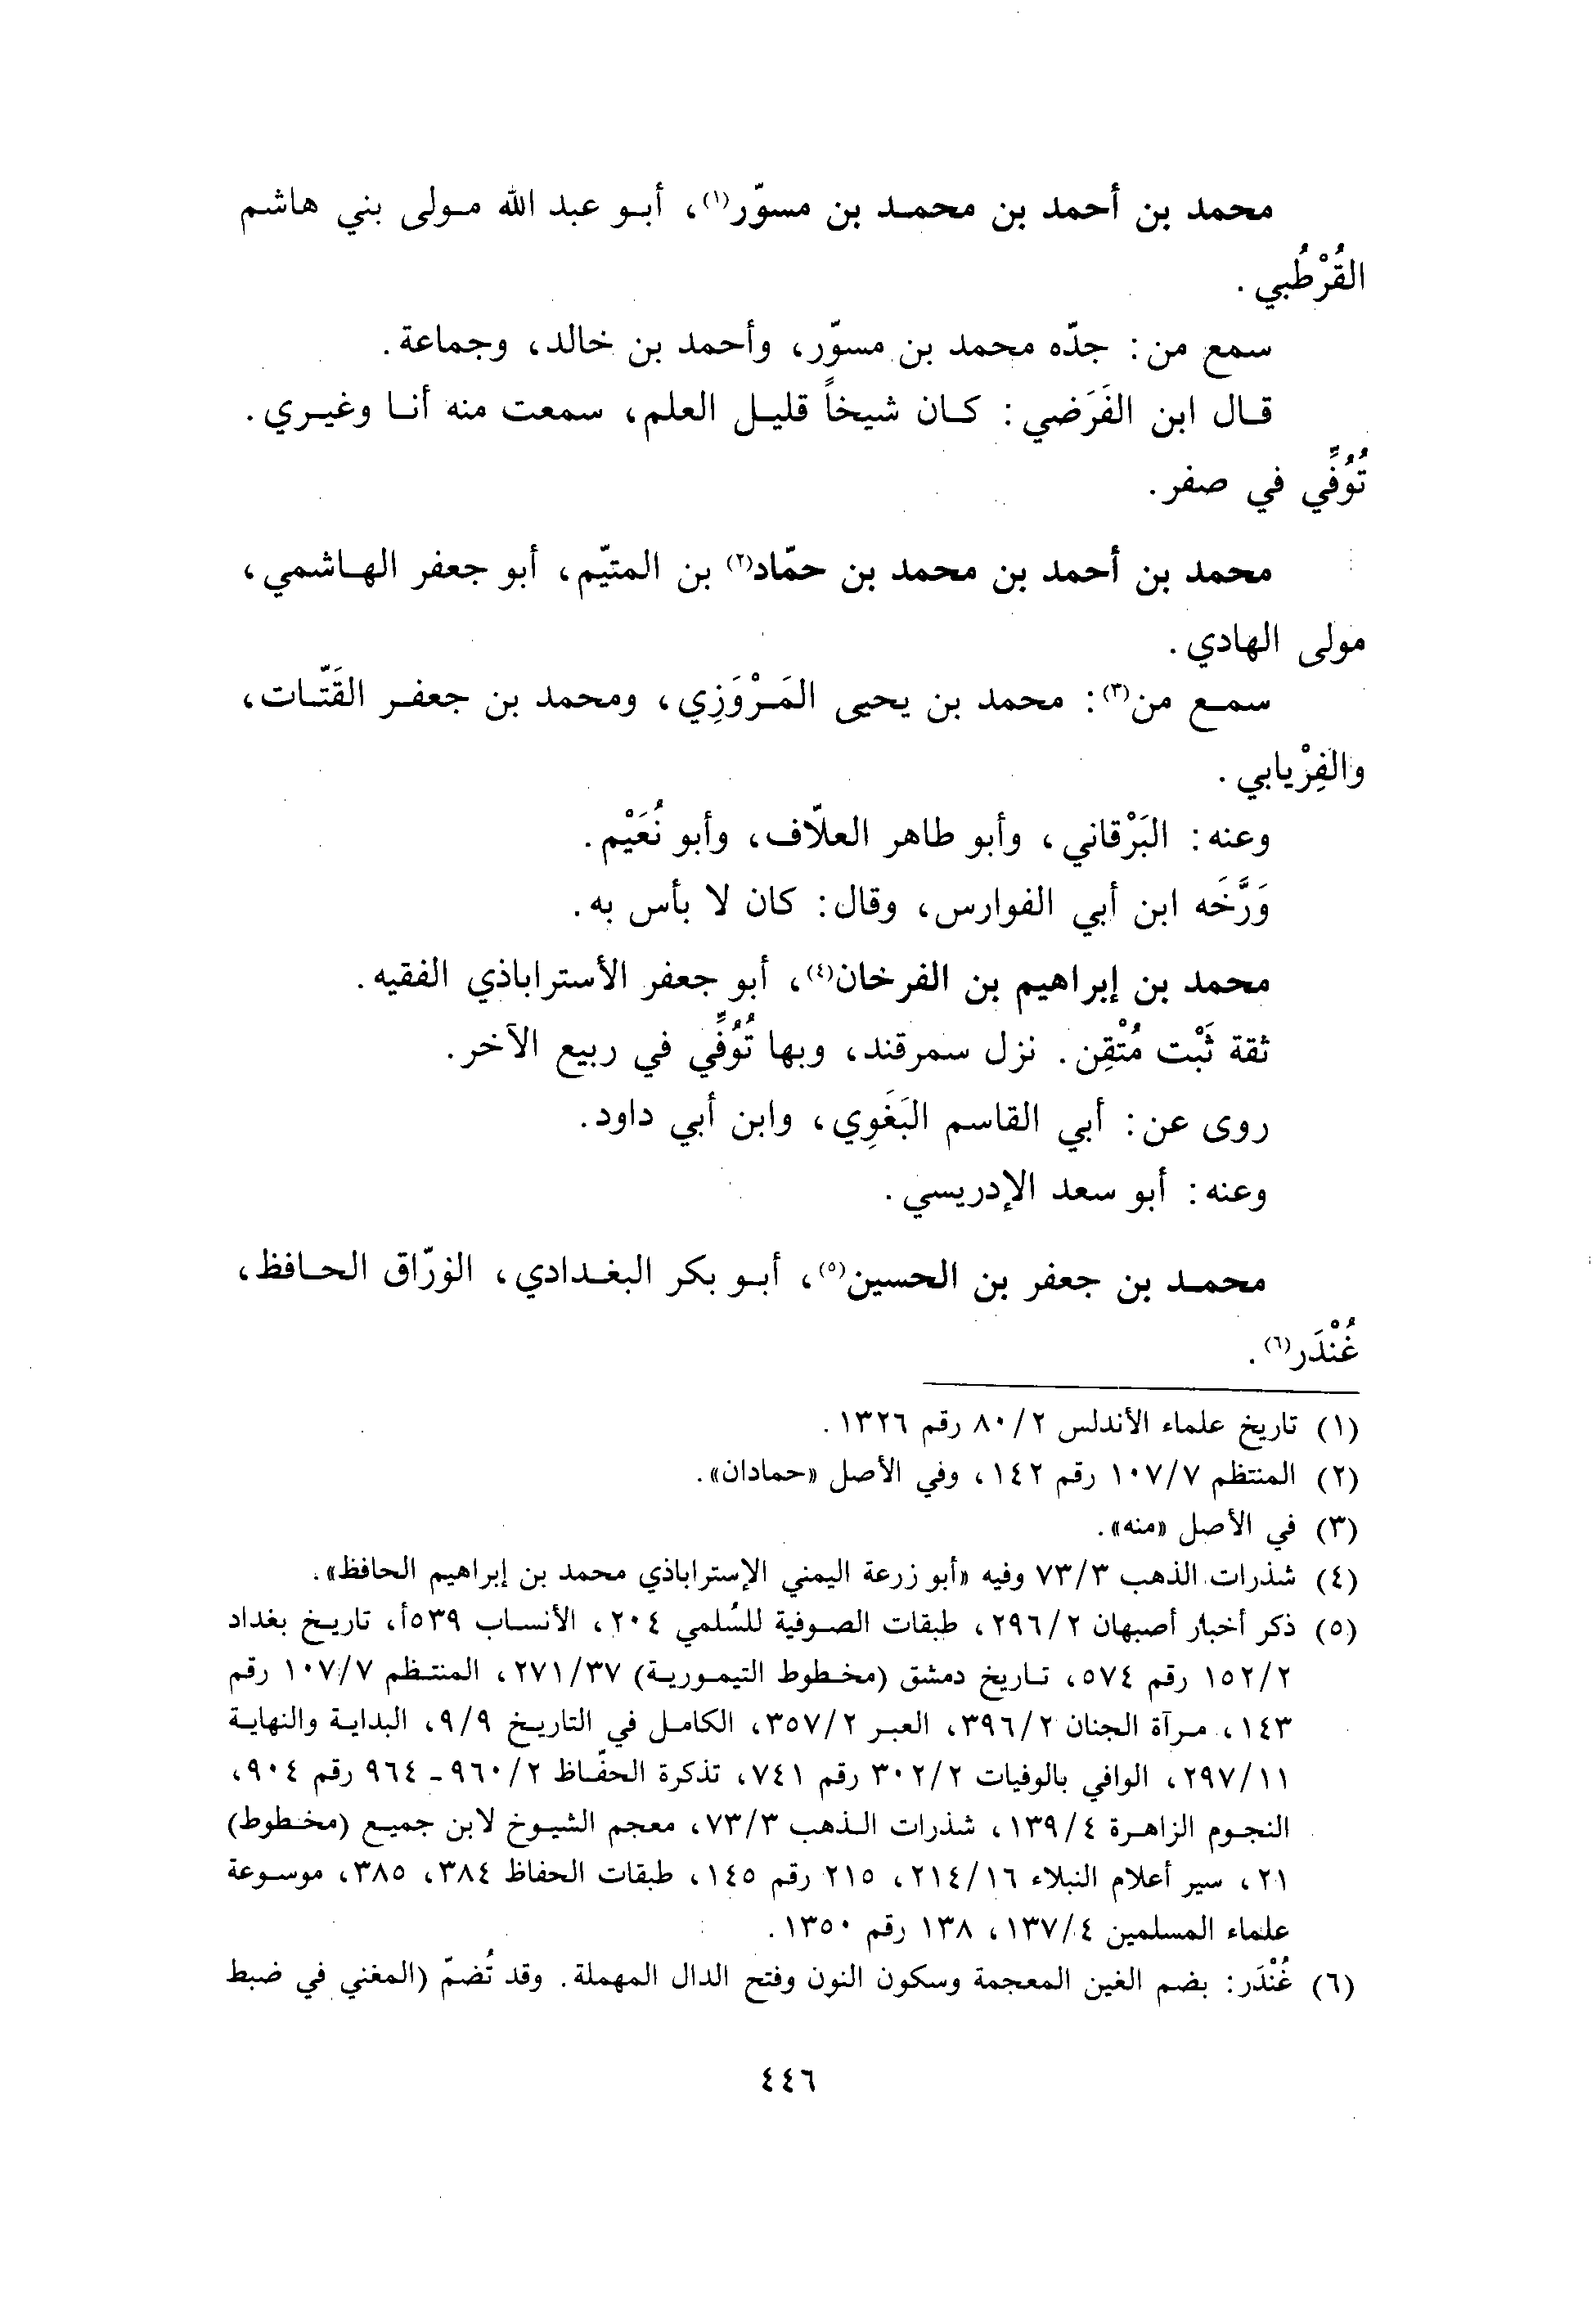 محمد بن أحمد بن محمد بن مسوّر(١)، أبو عبد الله مولى بني هاشم
القُرْطُبي.
سمع من: جدّه محمد بن مسوّر، وأحمد بن خالد، وجماعة.
قال ابن الفَرَضي: كان شيخاً قليل العلم، سمعت منه أنا وغيري.
تُوُفِّي في صفر.
محمد بن أحمد بن محمد بن حمّاد(٢) بن المتيّم، أبو جعفر الهاشمي،
مولى الهادي.
سمع من(٣): محمد بن يحيى المَرْوَزِي، ومحمد بن جعفر القَتّات،
والفِرْيابي.
وعنه: البَرْقاني، وأبو طاهر العلّاف، وأبو نُعَيْم.
وَرَّخَه ابن أبي الفوارس، وقال: كان لا بأس به.
محمد بن إبراهيم بن الفرخان(٤)، أبو جعفر الأستراباذي الفقيه.
ثقة ثَبْت مُتْقِن. نزل سمرقند، وبها تُوُفِّي في ربيع الآخر.
روى عن: أبي القاسم البَغَوِي، وابن أبي داود.
وعنه: أبو سعد الإدريسي.
محمد بن جعفر بن الحسين(٥)، أبو بكر البغدادي، الورّاق الحافظ،
غُنْدَر(٦).
(١) تاريخ علماء الأندلس ٨٠/٢ رقم ١٣٢٦.
(٢) المنتظم ١٠٧/٧ رقم ١٤٢، وفي الأصل «حمادان».
(٣) في الأصل «منه».
(٤) شذرات الذهب ٧٣/٣ وفيه «أبو زرعة اليمني الإستراباذي محمد بن إبراهيم الحافظ».
(٥) ذكر أخبار أصبهان ٢٩٦/٢، طبقات الصوفية للسُلمي ٢٠٤، الأنساب ٥٣٩أ، تاريخ بغداد
١٥٢/٢ رقم ٥٧٤، تاريخ دمشق (مخطوط التيمورية) ٢٧١/٣٧، المنتظم ١٠٧/٧ رقم
١٤٣، مرآة الجنان ٣٩٦/٢، العبر ٣٥٧/٢، الكامل في التاريخ ٩/٩، البداية والنهاية
٢٩٧/١١، الوافي بالوفيات ٣٠٢/٢ رقم ٧٤١، تذكرة الحفّاظ ٩٦٠/٢ - ٩٦٤ رقم ٩٠٤،
النجوم الزاهرة ١٣٩/٤، شذرات الذهب ٧٣/٣، معجم الشيوخ لابن جميع (مخطوط)
٢١، سير أعلام النبلاء ٢١٤/١٦، ٢١٥ رقم ١٤٥، طبقات الحفاظ ٣٨٤، ٣٨٥، موسوعة
علماء المسلمين ١٣٧/٤، ١٣٨ رقم ١٣٥٠.
(٦) غُنْدَر: بضم الغين المعجمة وسكون النون وفتح الدال المهملة. وقد تُضمّ (المغني في ضبط
٤٤٦